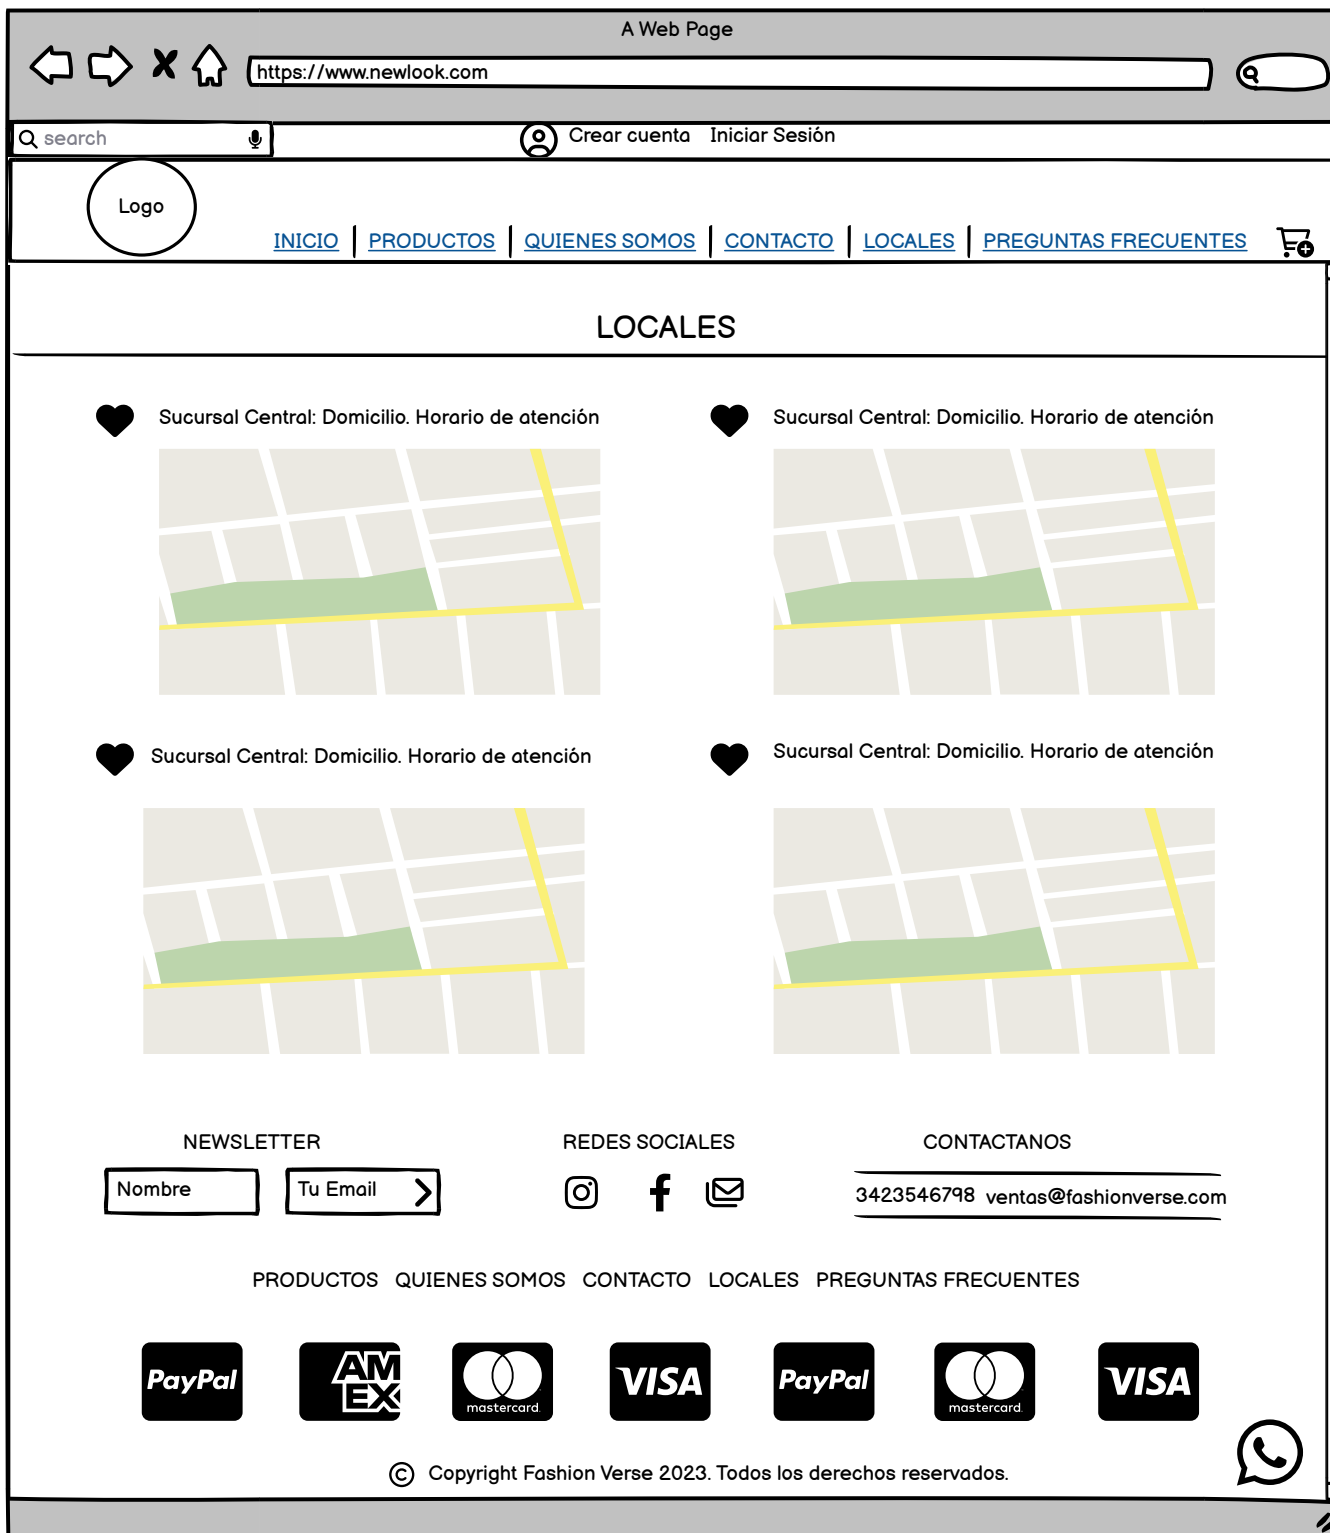 A Web Page
https://www.newlook.com
search
Crear cuenta Iniciar Sesión
Logo
INICIO PRODUCTOS QUIENES SOMOS CONTACTO LOCALES PREGUNTAS FRECUENTES
LOCALES
Sucursal Central: Domicilio. Horario de atención
Sucursal Central: Domicilio. Horario de atención
Sucursal Central: Domicilio. Horario de atención
Sucursal Central: Domicilio. Horario de atención
NEWSLETTER
Nombre
Tu Email
REDES SOCIALES
CONTACTANOS
3423546798 ventas@fashionverse.com
PRODUCTOS QUIENES SOMOS CONTACTO LOCALES PREGUNTAS FRECUENTES
PayPal
AM
EX
mastercard.
VISA
PayPal
mastercard.
VISA
© Copyright Fashion Verse 2023. Todos los derechos reservados.